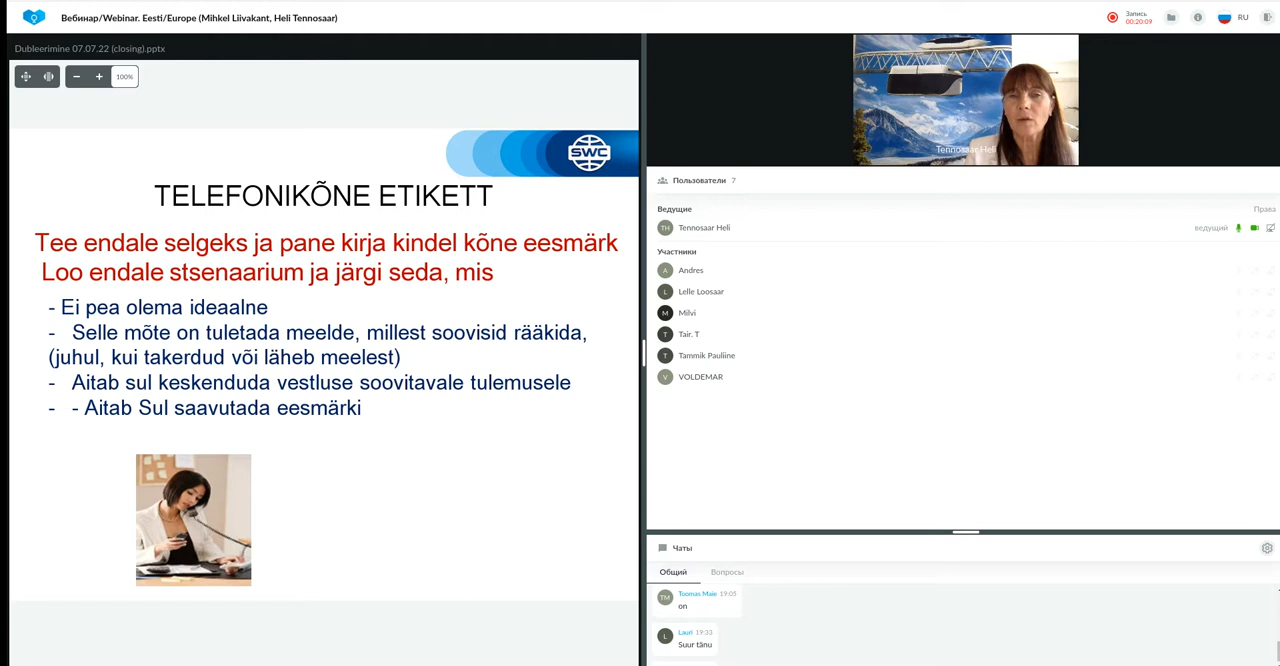 Вебинар/Webinar. Eesti/Europe (Mihkel Liivakant, Heli Tennosaar)
Запись
00:20:09
RU
Dubleerimine 07.07.22 (closing).pptx
100%
SWC
TELEFONIKÕNE ETIKETT
Tee endale selgeks ja pane kirja kindel kõne eesmärk
Loo endale stsenaarium ja järgi seda, mis
- Ei pea olema ideaalne
- Selle mõte on tuletada meelde, millest soovisid rääkida,
(juhul, kui takerdud või läheb meelest)
- Aitab sul keskenduda vestluse soovitavale tulemusele
- - Aitab Sul saavutada eesmärki
Tennosaar Heli
Пользователи 7
Ведущие Права
TH Tennosaar Heli ведущий
Участники
A Andres
L Lelle Loosaar
M Milvi
T Tair. T
T Tammik Pauliine
V VOLDEMAR
Чаты
Общий Вопросы
TM Toomas Maie 19:05
on
L Lauri 19:33
Suur tänu